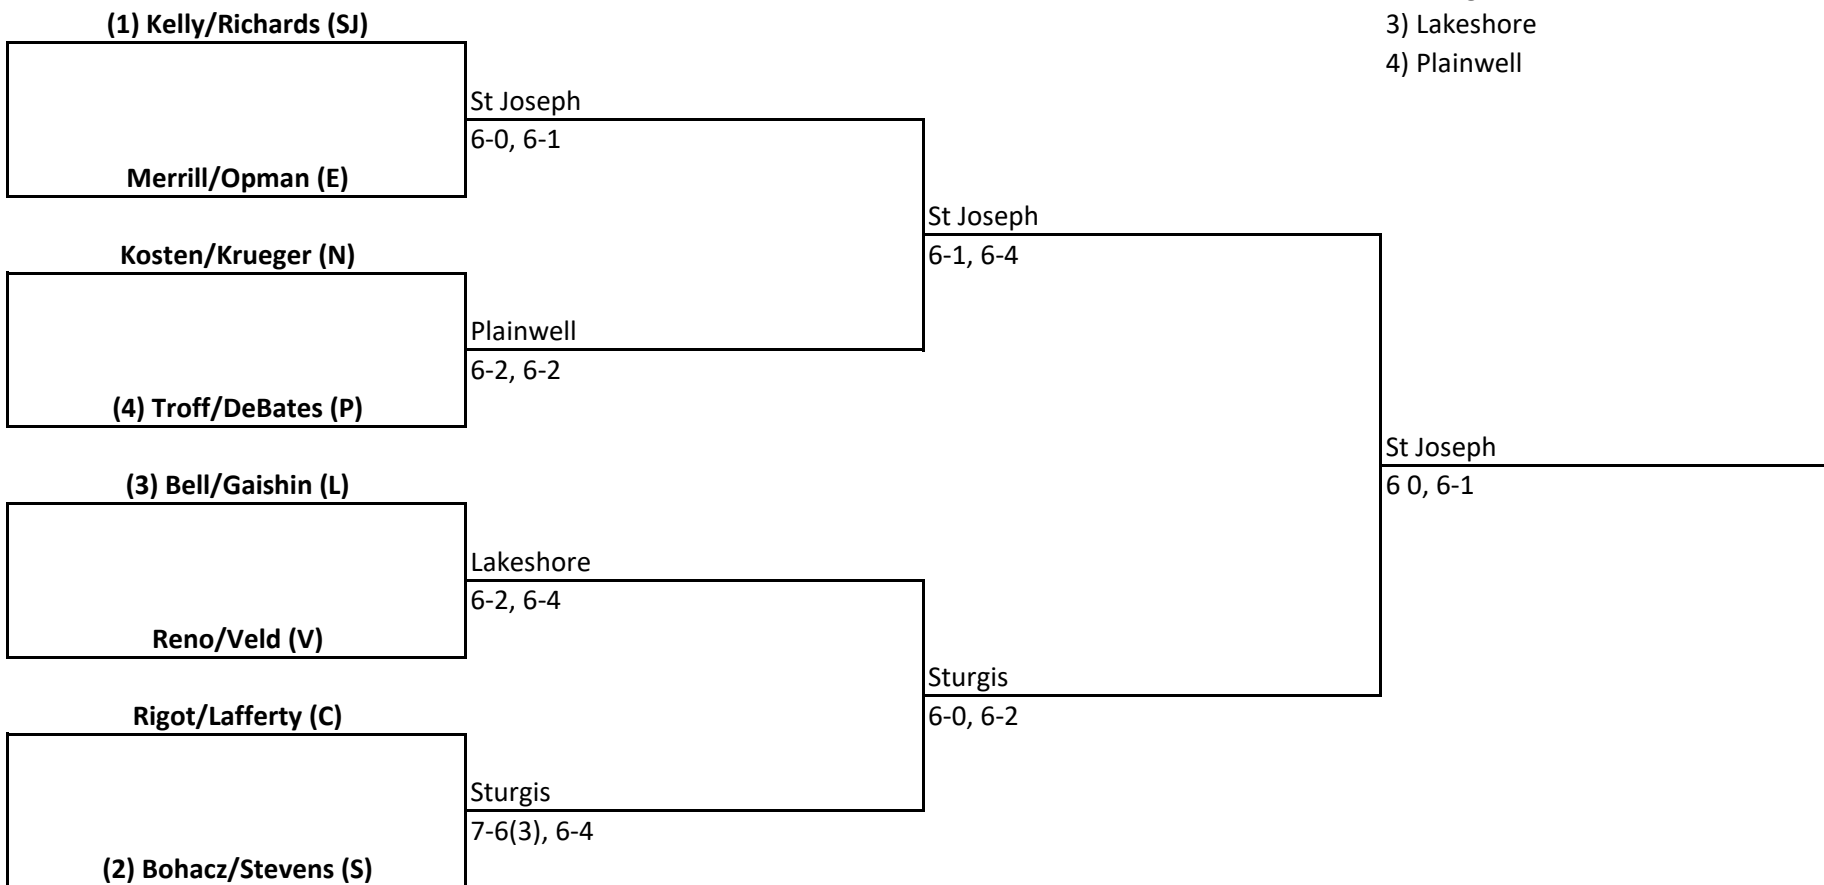 (1) Kelly/Richards (SJ)
3) Lakeshore
4) Plainwell
St Joseph
6-0, 6-1
Merrill/Opman (E)
St Joseph
6-1, 6-4
Kosten/Krueger (N)
Plainwell
6-2, 6-2
(4) Troff/DeBates (P)
St Joseph
6 0, 6-1
(3) Bell/Gaishin (L)
Lakeshore
6-2, 6-4
Reno/Veld (V)
Sturgis
6-0, 6-2
Rigot/Lafferty (C)
Sturgis
7-6(3), 6-4
(2) Bohacz/Stevens (S)